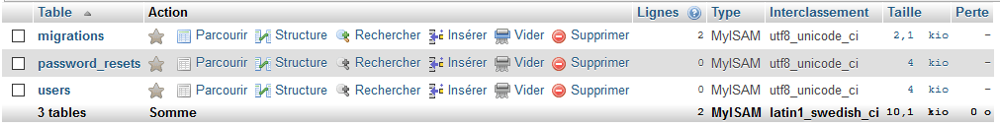 Table Action Lignes Type Interclassement Taille Perte
migrations Parcourir Structure Rechercher Insérer Vider Supprimer 2 MyISAM utf8_unicode_ci 2,1 kio -
password_resets Parcourir Structure Rechercher Insérer Vider Supprimer 0 MyISAM utf8_unicode_ci 4 kio -
users Parcourir Structure Rechercher Insérer Vider Supprimer 0 MyISAM utf8_unicode_ci 4 kio -
3 tables Somme 2 MyISAM latin1_swedish_ci 10,1 kio 0 o